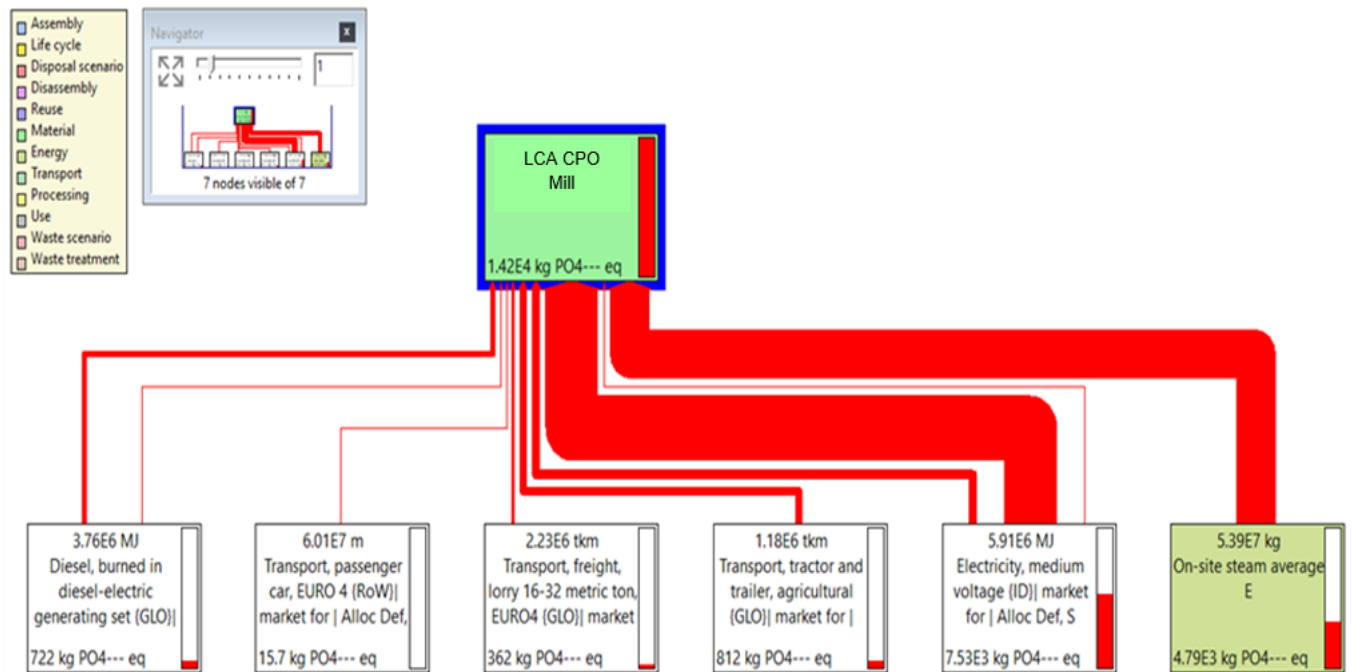 Assembly
Life cycle
Disposal scenario
Disassembly
Reuse
Material
Energy
Transport
Processing
Use
Waste scenario
Waste treatment
Navigator
x
1
7 nodes visible of 7
LCA CPO
Mill
1.42E4 kg PO4--- eq
3.76E6 MJ
Diesel, burned in
diesel-electric
generating set {GLO}|
722 kg PO4--- eq
6.01E7 m
Transport, passenger
car, EURO 4 {RoW}|
market for | Alloc Def,
15.7 kg PO4--- eq
2.23E6 tkm
Transport, freight,
lorry 16-32 metric ton,
EURO4 {GLO}| market
362 kg PO4--- eq
1.18E6 tkm
Transport, tractor and
trailer, agricultural
{GLO}| market for |
812 kg PO4--- eq
5.91E6 MJ
Electricity, medium
voltage {ID}| market
for | Alloc Def, S
7.53E3 kg PO4--- eq
5.39E7 kg
On-site steam average
E
4.79E3 kg PO4--- eq